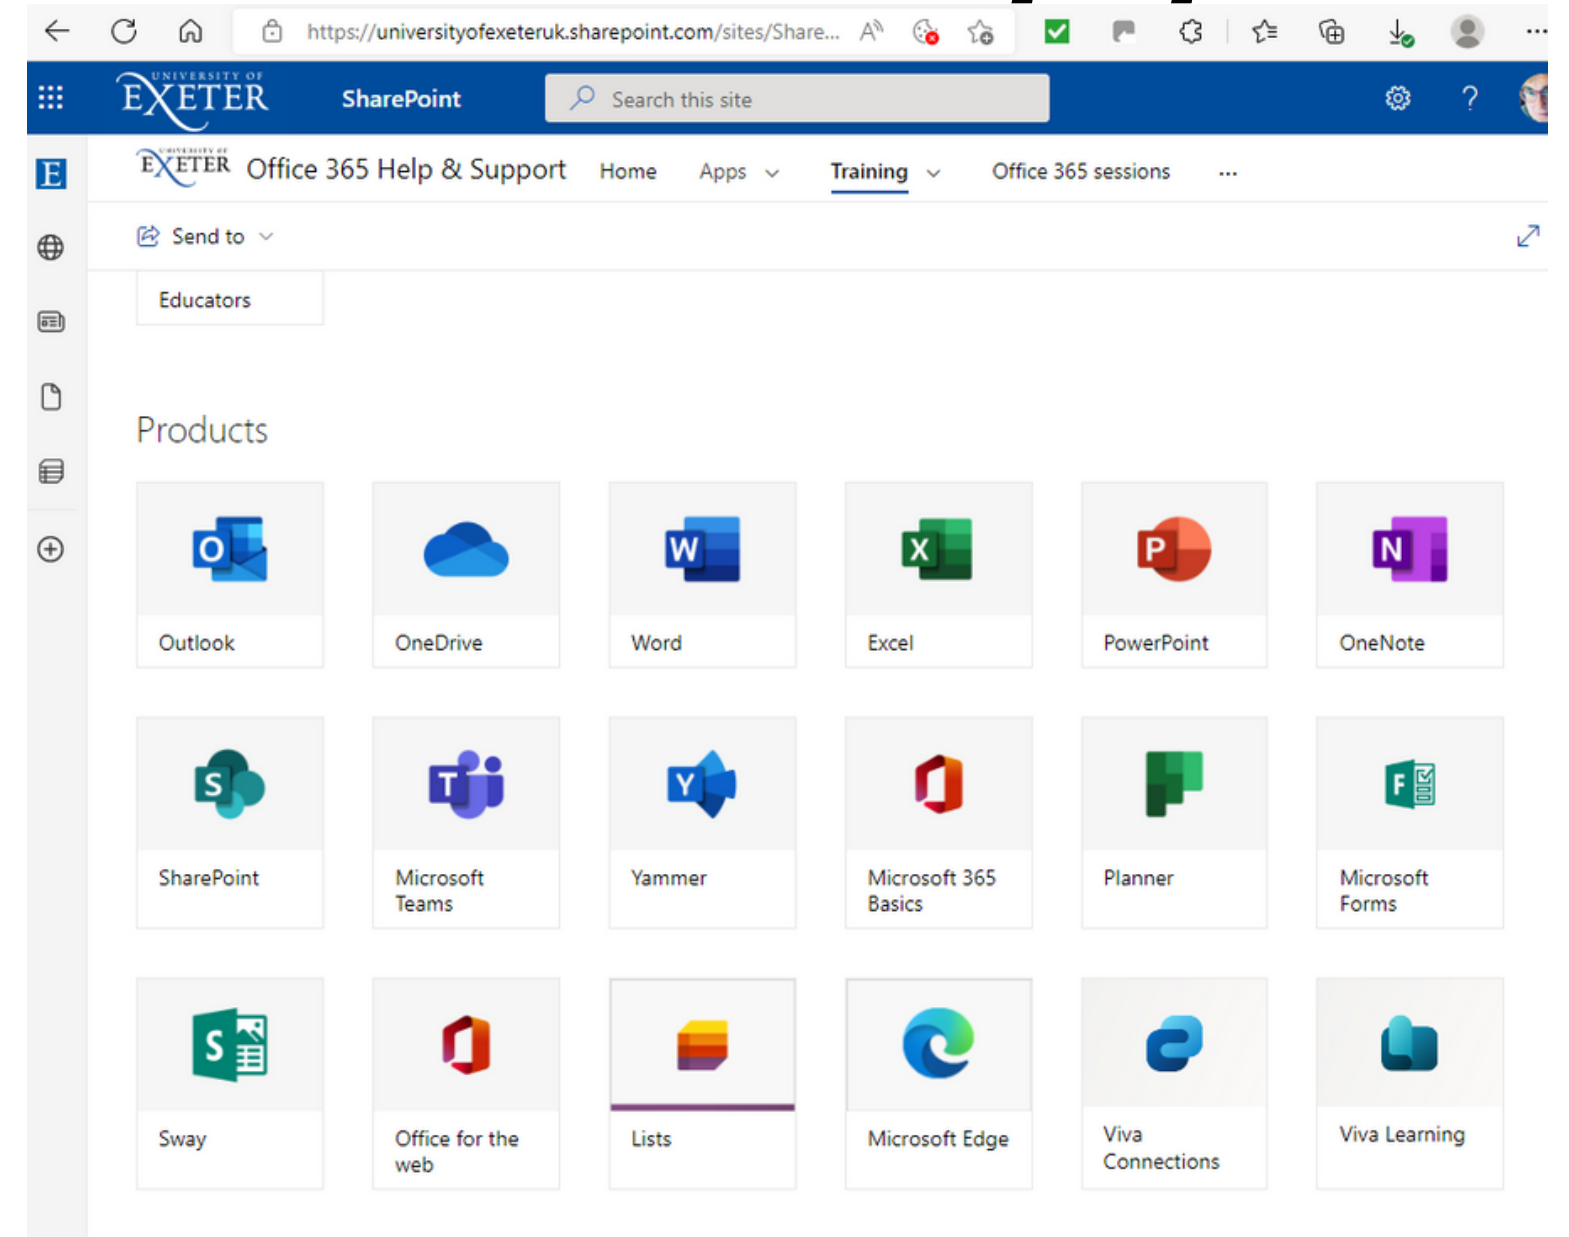 https://universityofexeteruk.sharepoint.com/sites/Share...
UNIVERSITY OF
EXETER
SharePoint
Search this site
E
UNIVERSITY OF
EXETER
Office 365 Help & Support
Home
Apps
Training
Office 365 sessions
...
Send to
Educators
Products
Outlook
OneDrive
Word
Excel
PowerPoint
OneNote
SharePoint
Microsoft
Teams
Yammer
Microsoft 365
Basics
Planner
Microsoft
Forms
Sway
Office for the
web
Lists
Microsoft Edge
Viva
Connections
Viva Learning